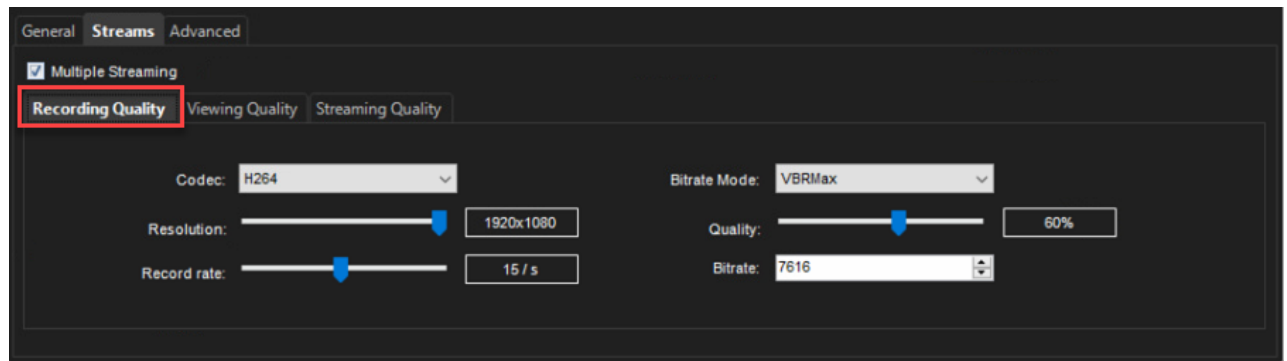 General Streams Advanced
Multiple Streaming
Recording Quality Viewing Quality Streaming Quality
Codec: H264 Bitrate Mode: VBRMax
Resolution: 1920x1080 Quality: 60%
Record rate: 15 / s Bitrate: 7616